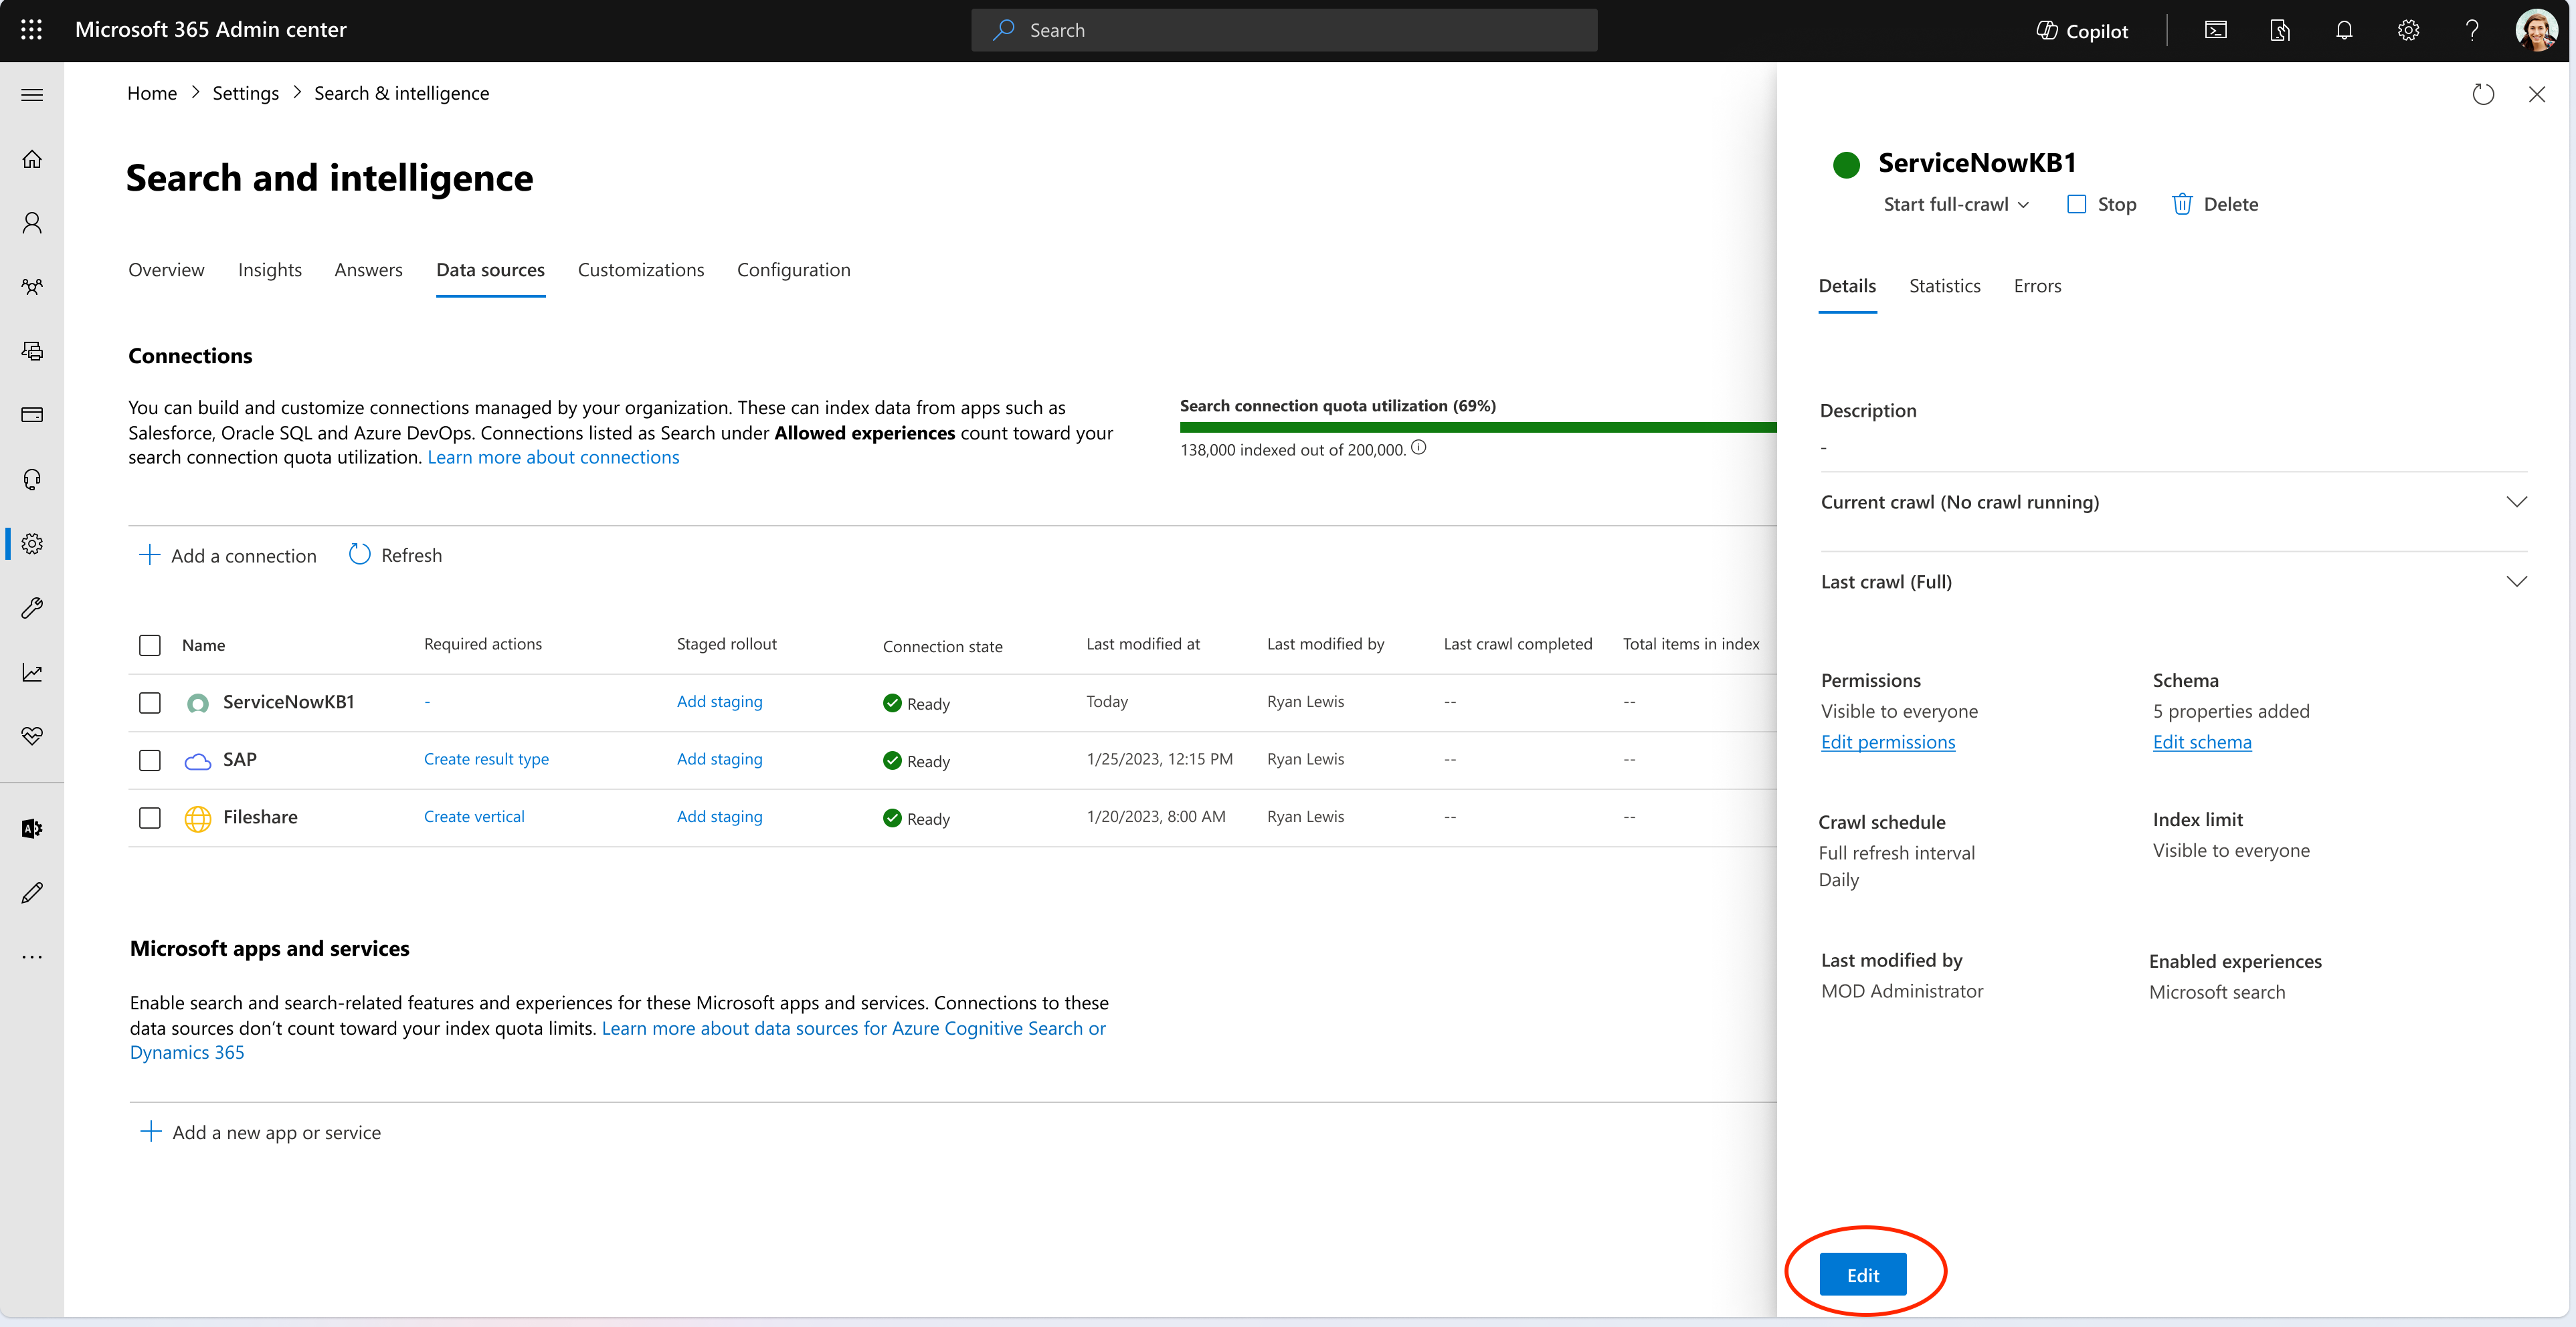 Microsoft 365 Admin center
Search
Copilot
Home > Settings > Search & intelligence
Search and intelligence
Overview Insights Answers Data sources Customizations Configuration
Connections
You can build and customize connections managed by your organization. These can index data from apps such as
Salesforce, Oracle SQL and Azure DevOps. Connections listed as Search under Allowed experiences count toward your
search connection quota utilization. Learn more about connections
Search connection quota utilization (69%)
138,000 indexed out of 200,000.
Add a connection Refresh
Name Required actions Staged rollout Connection state Last modified at Last modified by Last crawl completed Total items in index
ServiceNowKB1 - Add staging Ready Today Ryan Lewis -- --
SAP Create result type Add staging Ready 1/25/2023, 12:15 PM Ryan Lewis -- --
Fileshare Create vertical Add staging Ready 1/20/2023, 8:00 AM Ryan Lewis -- --
Microsoft apps and services
Enable search and search-related features and experiences for these Microsoft apps and services. Connections to these
data sources don’t count toward your index quota limits. Learn more about data sources for Azure Cognitive Search or
Dynamics 365
Add a new app or service
ServiceNowKB1
Start full-crawl Stop Delete
Details Statistics Errors
Description
-
Current crawl (No crawl running)
Last crawl (Full)
Permissions
Visible to everyone
Edit permissions
Schema
5 properties added
Edit schema
Crawl schedule
Full refresh interval
Daily
Index limit
Visible to everyone
Last modified by
MOD Administrator
Enabled experiences
Microsoft search
Edit